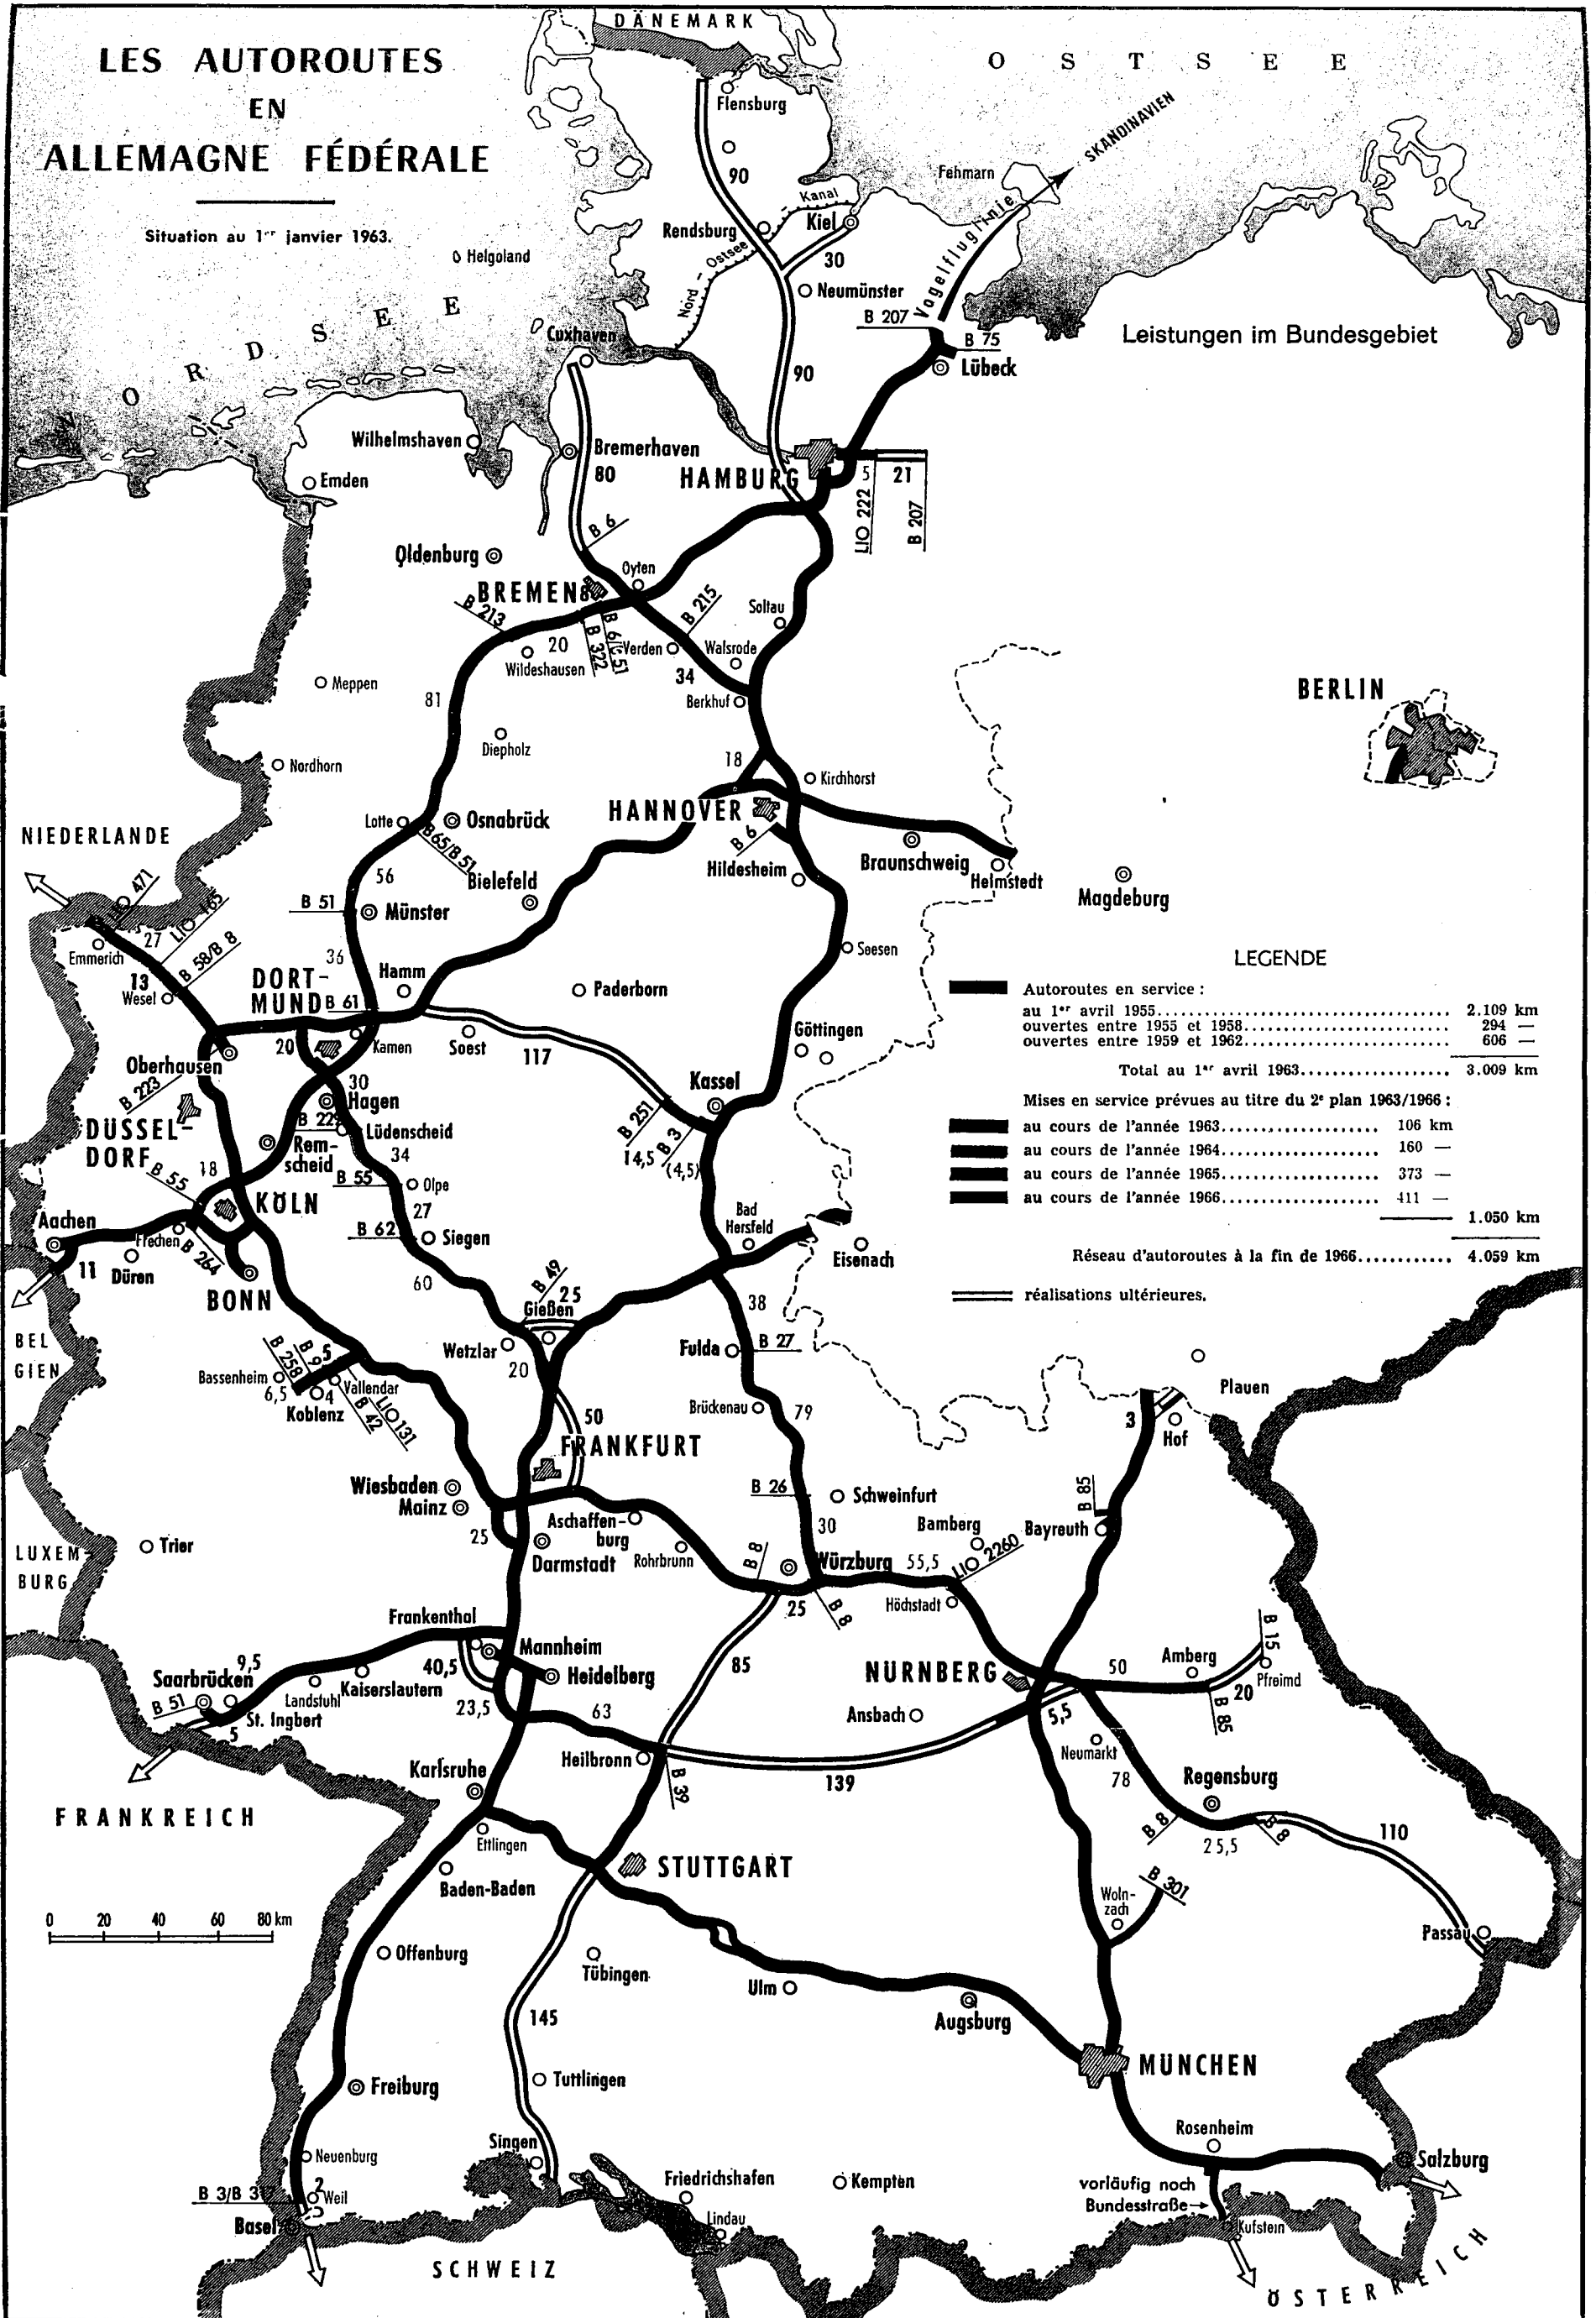 DÄNEMARK
OSTSEE
LES AUTOROUTES
EN
ALLEMAGNE FÉDÉRALE
Situation au 1er janvier 1963.
Flensburg
SKANDINAVIEN
Fehmarn
90
Kanal
Rendsburg
Kiel
Nord-Ostsee
30
Vogelfluglinie
Helgoland
Neumünster
B 207
NORDSEE
Cuxhaven
B 75
Lübeck
Leistungen im Bundesgebiet
90
Wilhelmshaven
Bremerhaven
80
HAMBURG
5
21
LIO 222
B 207
Emden
B 6
Oldenburg
Oyten
BREMEN
B 213
B 215
Soltau
20
B 322
B 6/B 51
Verden
Walsrode
Wildeshausen
34
Meppen
81
Berkhuf
BERLIN
Diepholz
18
Nordhorn
Kirchhorst
HANNOVER
NIEDERLANDE
Lotte
Osnabrück
B65/B 51
B 6
Braunschweig
Hildesheim
Helmstedt
56
Bielefeld
Magdeburg
B 51
Münster
LIO 471
LIO 465
27
Emmerich
B 58/B 8
13
Wesel
36
Seesen
DORT-
MUND
Hamm
B 61
Paderborn
LEGENDE
Autoroutes en service :
au 1er avril 1955 2.109 km
ouvertes entre 1955 et 1958 294 —
ouvertes entre 1959 et 1962 606 —
Total au 1er avril 1963 3.009 km
Mises en service prévues au titre du 2e plan 1963/1966 :
au cours de l'année 1963 106 km
au cours de l'année 1964 160 —
au cours de l'année 1965 373 —
au cours de l'année 1966 411 —
1.050 km
Réseau d'autoroutes à la fin de 1966 4.059 km
réalisations ultérieures.
Göttingen
20
Kamen
Soest
117
Oberhausen
B 223
30
Hagen
Kassel
DÜSSEL-
DORF
B 229
Lüdenscheid
Rem-
scheid
B 251
B 3
14,5
(4,5)
34
18
B 55
B 55
Olpe
KÖLN
27
Aachen
Frechen
B 264
B 62
Siegen
Bad
Hersfeld
Eisenach
11
Düren
BONN
60
B 49
25
Gießen
38
BEL
GIEN
Wetzlar
Fulda
B 27
B 258
B 9
5
Bassenheim
6,5
4
Vallendar
Koblenz
B 42
LIO 131
20
Brückenau
79
Plauen
50
3
Hof
FRANKFURT
Wiesbaden
Mainz
B 26
Schweinfurt
B 85
25
Aschaffen-
burg
30
Bamberg
Bayreuth
LUXEM-
BURG
Trier
Darmstadt
Rohrbrunn
B 8
Würzburg
55,5
LIO 2260
25
B 8
Höchstadt
Frankenthal
Mannheim
9,5
Saarbrücken
40,5
Heidelberg
85
NÜRNBERG
50
Amberg
B 15
Pfreimd
20
B 85
B 51
Landstuhl
Kaiserslautern
23,5
St. Ingbert
5
63
Ansbach
5,5
Heilbronn
Neumarkt
B 39
139
78
Karlsruhe
Regensburg
FRANKREICH
B 8
25,5
B 8
110
Ettlingen
STUTTGART
Baden-Baden
B 301
Woln-
zach
0 20 40 60 80 km
Passau
Offenburg
Tübingen
Ulm
Augsburg
145
MÜNCHEN
Freiburg
Tuttlingen
Rosenheim
Neuenburg
Singen
Salzburg
Friedrichshafen
Kempten
vorläufig noch
Bundesstraße
2
Weil
Lindau
Basel
Kufstein
SCHWEIZ
ÖSTERREICH